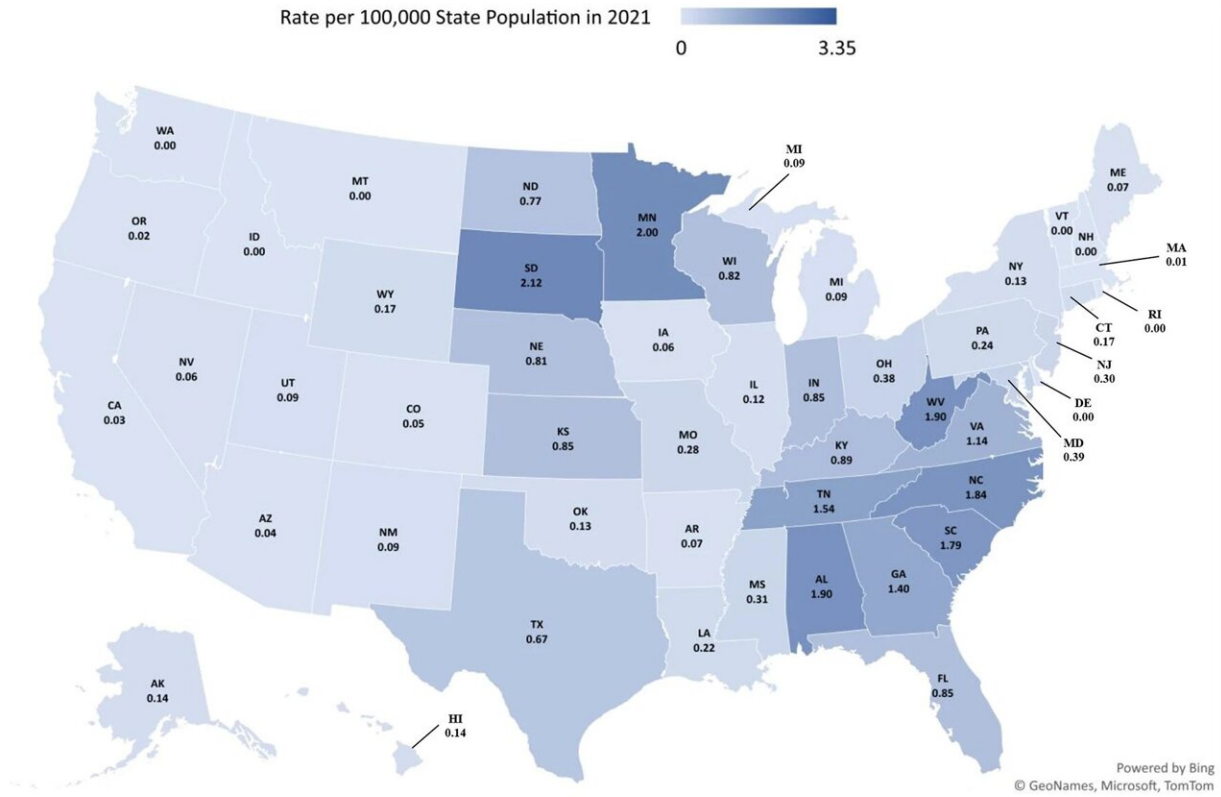 Rate per 100,000 State Population in 2021
0 3.35
WA
0.00
MT
0.00
ND
0.77
MN
2.00
MI
0.09
ME
0.07
OR
0.02
ID
0.00
SD
2.12
WI
0.82
VT
0.00
NH
0.00
MA
0.01
WY
0.17
MI
0.09
NY
0.13
RI
0.00
CT
0.17
NE
0.81
IA
0.06
PA
0.24
NJ
0.30
NV
0.06
UT
0.09
CO
0.05
IL
0.12
IN
0.85
OH
0.38
DE
0.00
CA
0.03
KS
0.85
MO
0.28
KY
0.89
WV
1.90
VA
1.14
MD
0.39
AZ
0.04
NM
0.09
OK
0.13
AR
0.07
TN
1.54
NC
1.84
SC
1.79
MS
0.31
AL
1.90
GA
1.40
TX
0.67
LA
0.22
FL
0.85
AK
0.14
HI
0.14
Powered by Bing
© GeoNames, Microsoft, TomTom